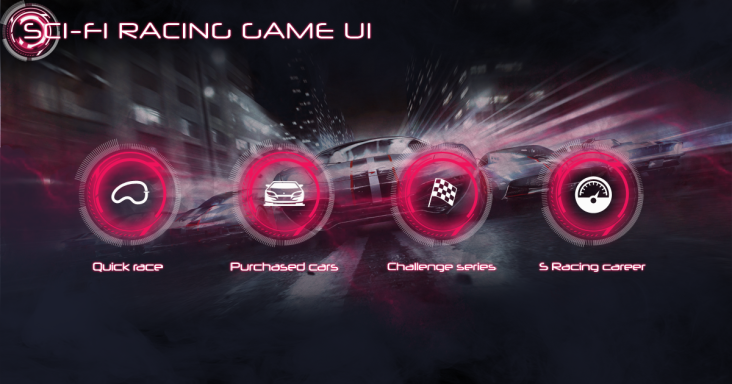 SCI-FI RACING GAME UI
Quick race
Purchased cars
Challenge series
S Racing career